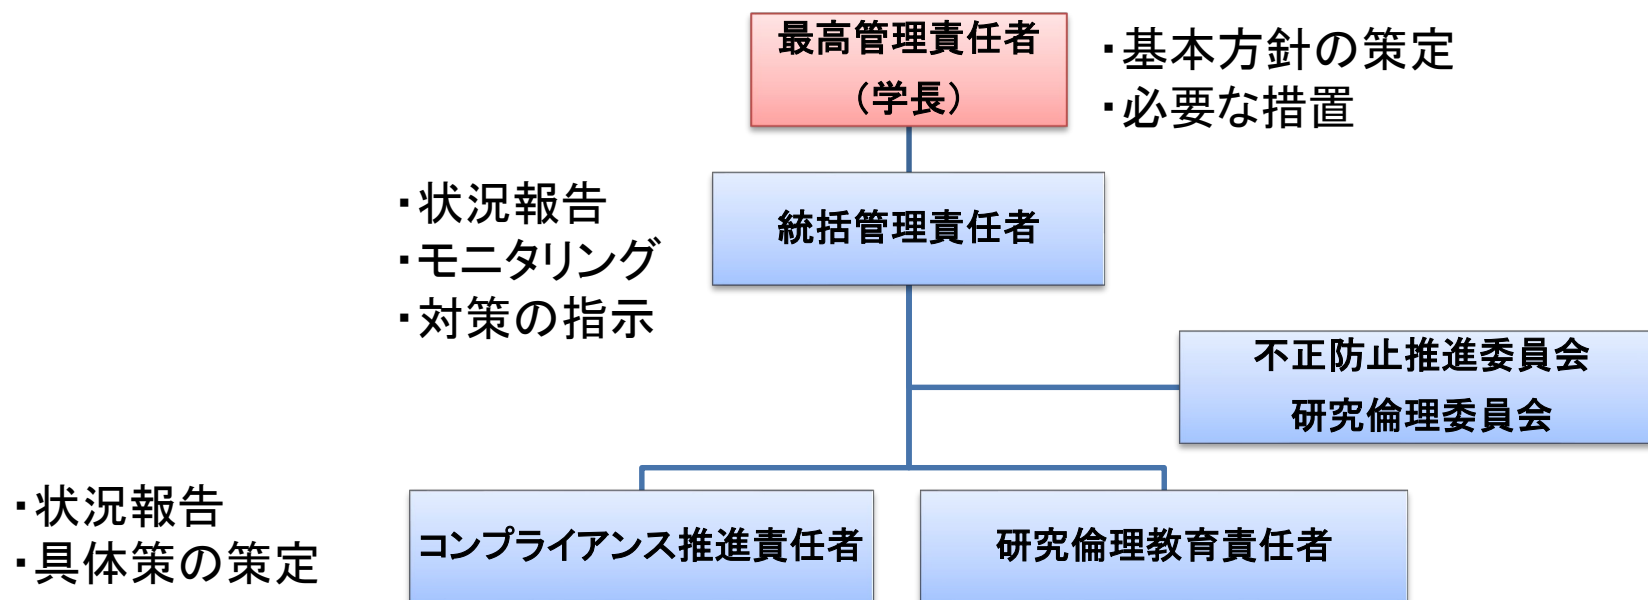 最高管理責任者
（学長）
・基本方針の策定
・必要な措置
・状況報告
・モニタリング
・対策の指示
統括管理責任者
不正防止推進委員会
研究倫理委員会
・状況報告
・具体策の策定
コンプライアンス推進責任者
研究倫理教育責任者